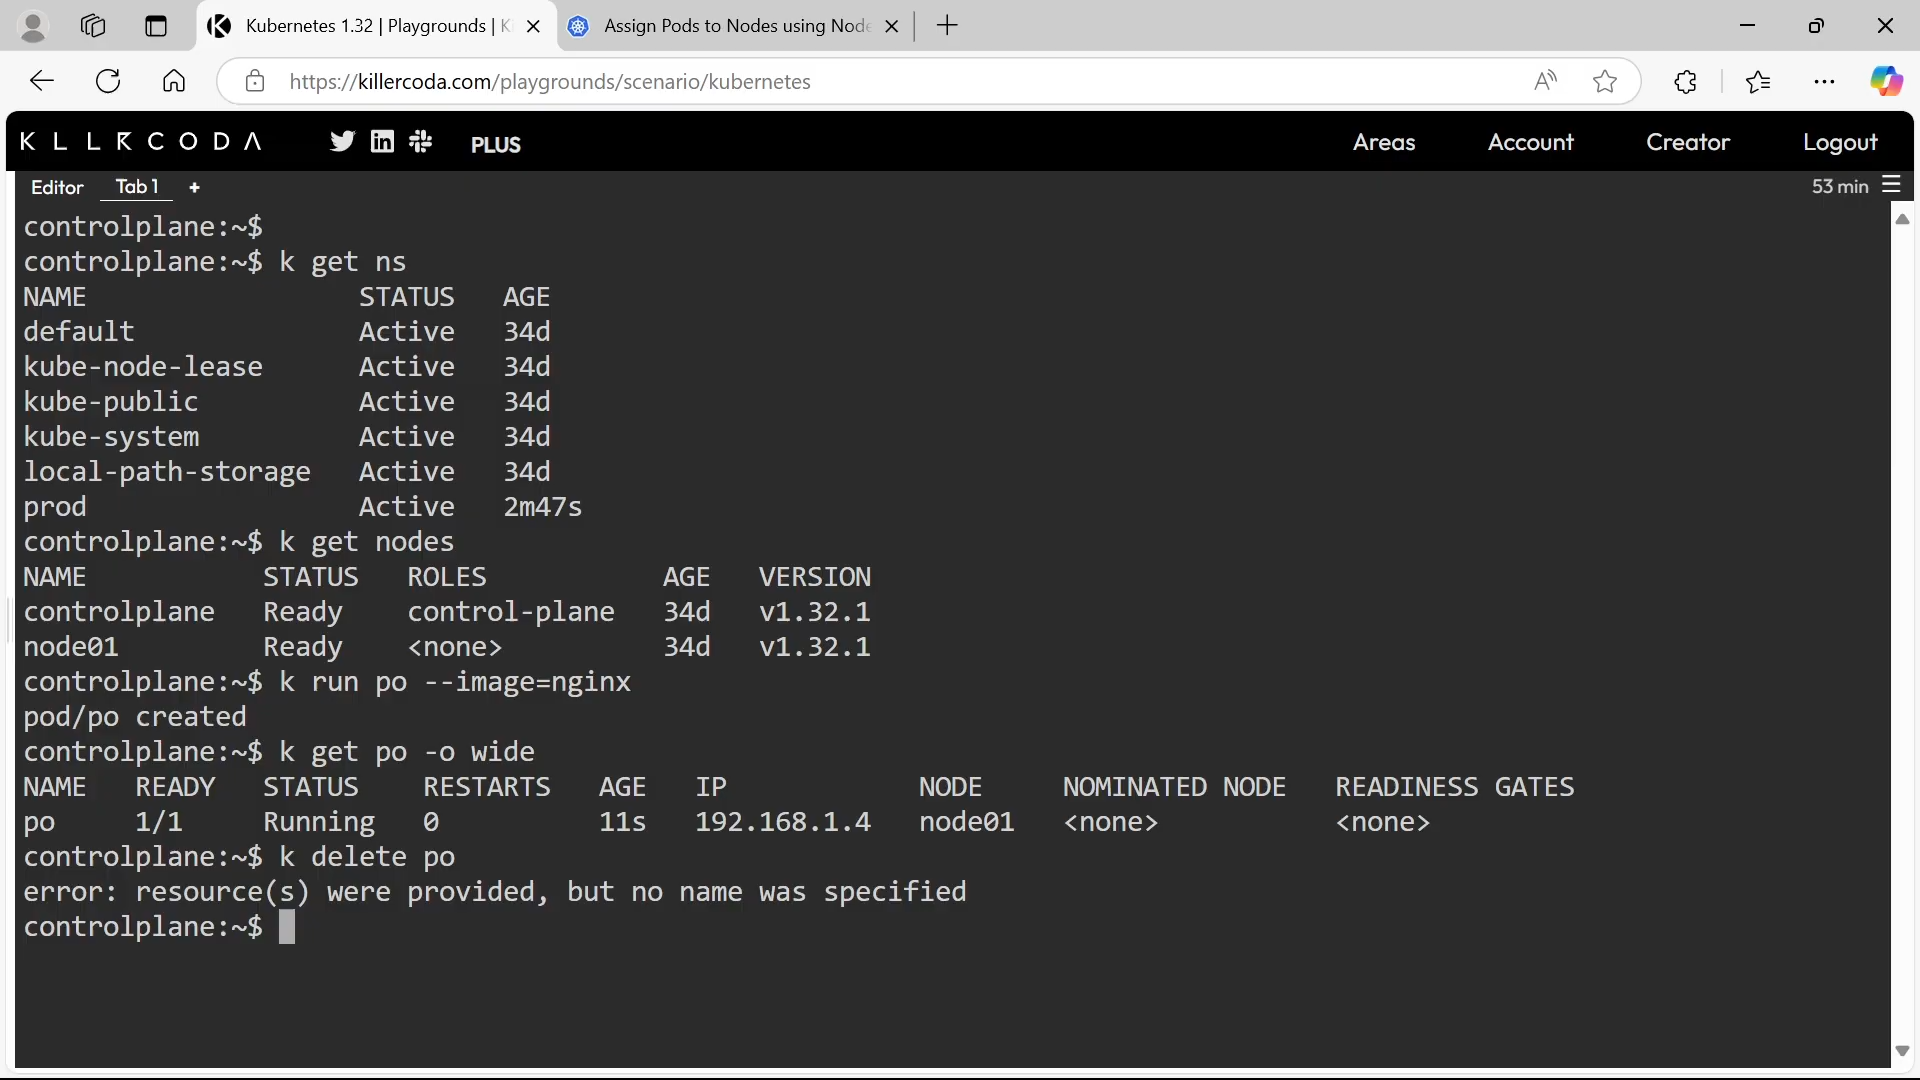 Kubernetes 1.32 | Playgrounds | K
Assign Pods to Nodes using Node
https://killercoda.com/playgrounds/scenario/kubernetes
KLLRCODA
PLUS
Areas
Account
Creator
Logout
Editor
Tab 1
+
53 min
controlplane:~$
controlplane:~$ k get ns
NAME STATUS AGE
default Active 34d
kube-node-lease Active 34d
kube-public Active 34d
kube-system Active 34d
local-path-storage Active 34d
prod Active 2m47s
controlplane:~$ k get nodes
NAME STATUS ROLES AGE VERSION
controlplane Ready control-plane 34d v1.32.1
node01 Ready <none> 34d v1.32.1
controlplane:~$ k run po --image=nginx
pod/po created
controlplane:~$ k get po -o wide
NAME READY STATUS RESTARTS AGE IP NODE NOMINATED NODE READINESS GATES
po 1/1 Running 0 11s 192.168.1.4 node01 <none> <none>
controlplane:~$ k delete po
error: resource(s) were provided, but no name was specified
controlplane:~$